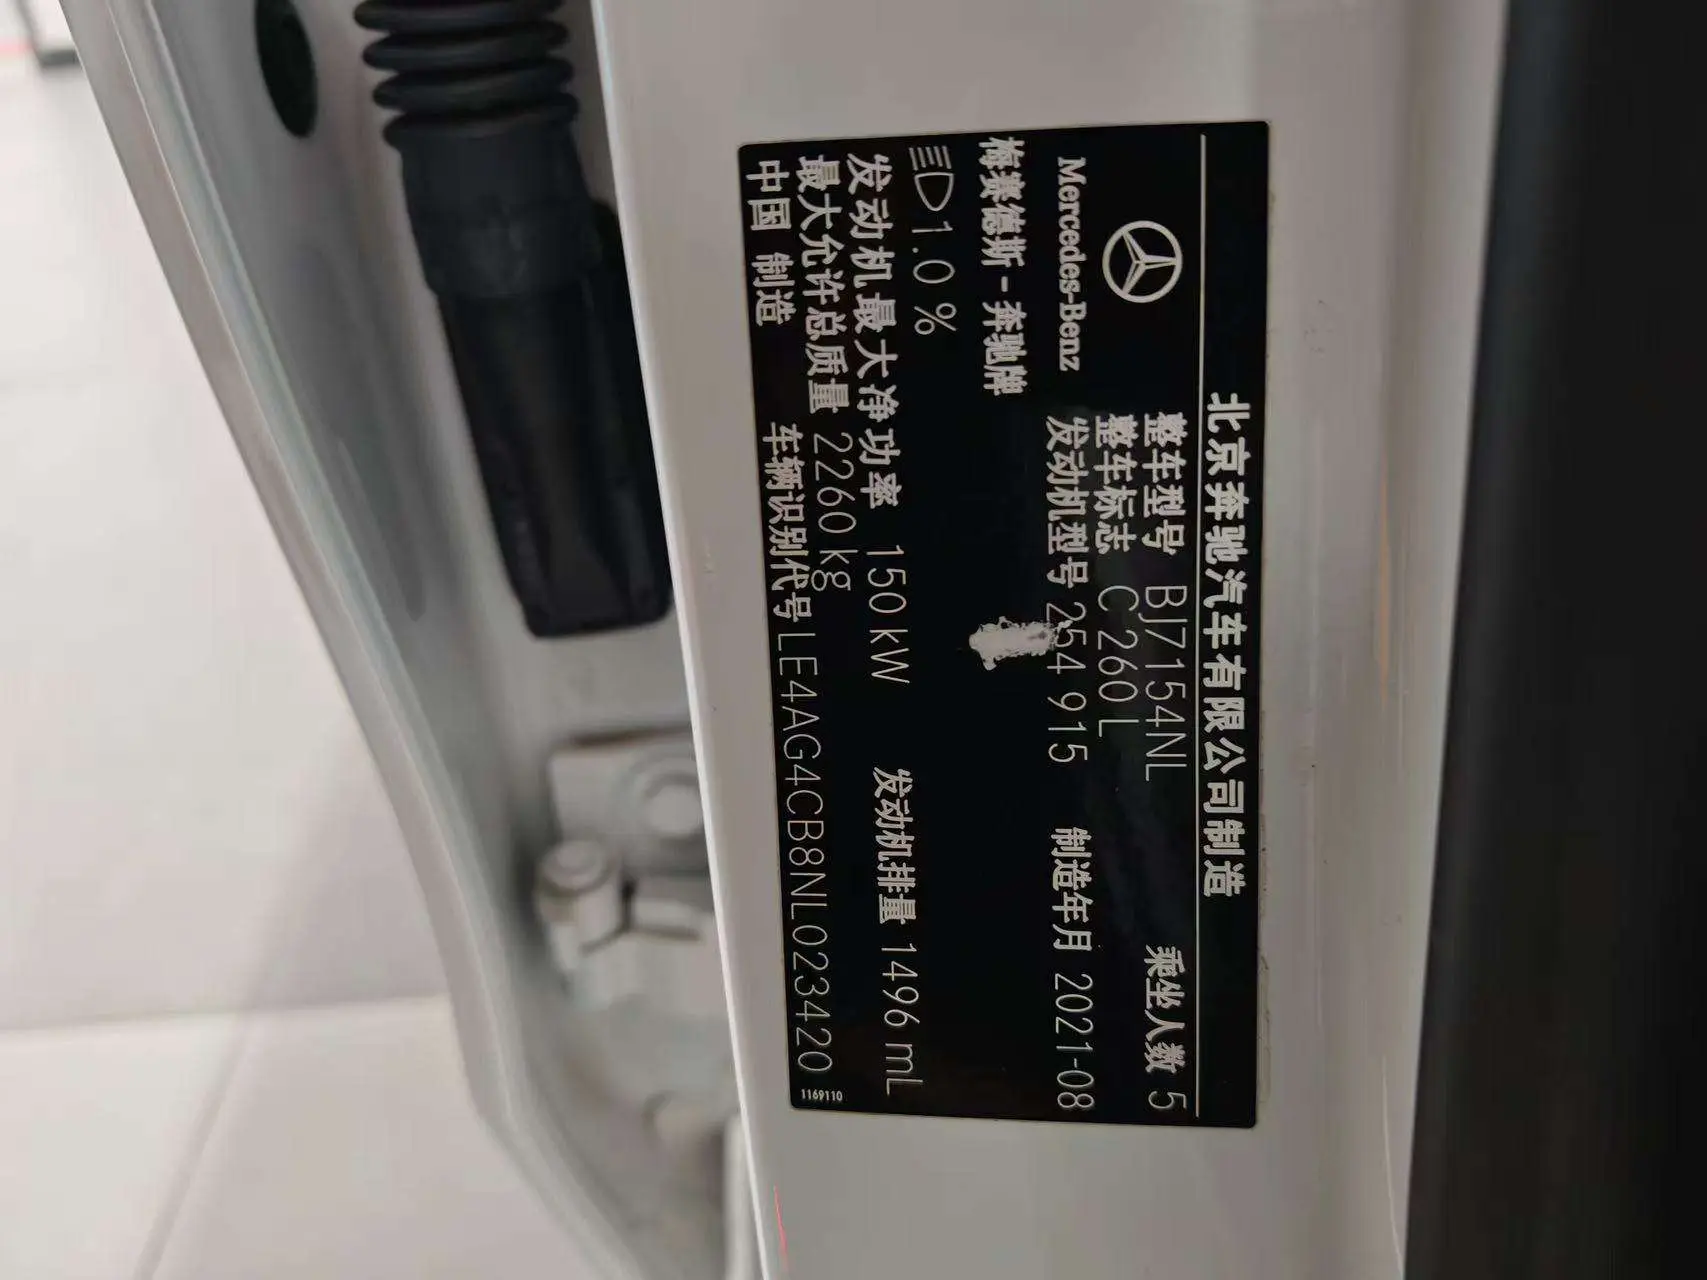 北京奔驰汽车有限公司制造
Mercedes-Benz
整车型号 BJ7154NL 乘坐人数 5
整车标志 C 260 L
发动机型号 254 915 制造年月 2021-08
梅赛德斯-奔驰牌
1.0 %
发动机最大净功率 150 kW 发动机排量 1496 mL
最大允许总质量 2260 kg
中国 制造 车辆识别代号 LE4AG4CB8NL023420
1169110